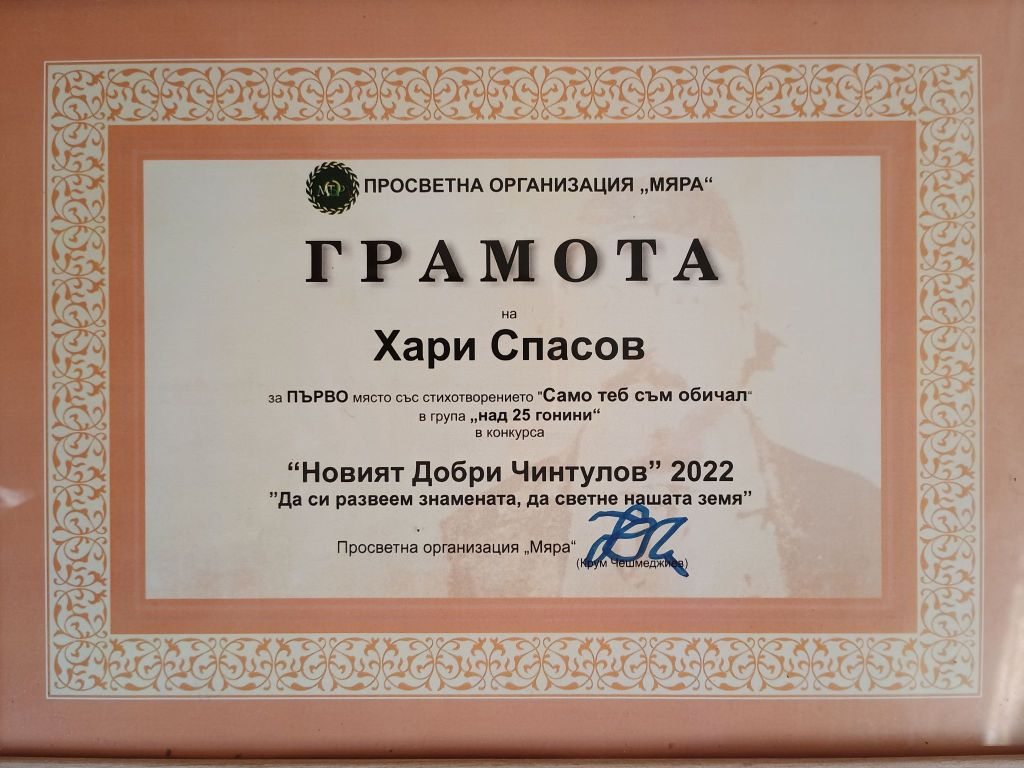 ПРОСВЕТНА ОРГАНИЗАЦИЯ „МЯРА“
ГРАМОТА
на
Хари Спасов
за ПЪРВО място със стихотворението "Само теб съм обичал“
в група „над 25 гонини“
в конкурса
“Новият Добри Чинтулов” 2022
”Да си развеем знамената, да светне нашата земя”
Просветна организация „Мяра“
(Крум Чешмеджиев)